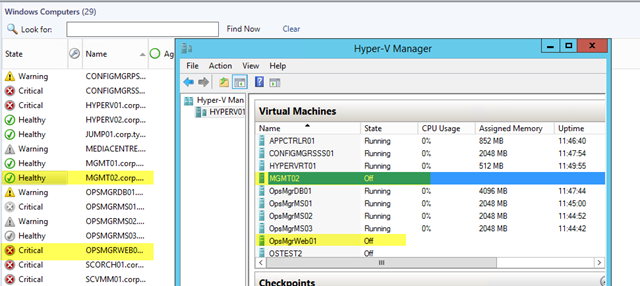 Windows Computers (29)
Look for: Find Now Clear
State Name Ag
Warning CONFIGMGRPS...
Critical CONFIGMGRSS...
Critical HYPERV01.corp...
Healthy HYPERV02.corp...
Healthy JUMP01.corp.ty...
Warning MEDIACENTRE....
Healthy MGMT01.corp....
Healthy MGMT02.corp....
Warning OPSMGRDB01....
Critical OPSMGRMS01....
Warning OPSMGRMS02....
Healthy OPSMGRMS03....
Critical OPSMGRWEB0...
Critical SCORCH01.corp...
Critical SCVMM01.corp...
Hyper-V Manager
File Action View Help
Hyper-V Man
HYPERV01
Virtual Machines
Name State CPU Usage Assigned Memory Uptime
APPCTRLR01 Running 0% 852 MB 11:46:40
CONFIGMGRSS01 Running 0% 2048 MB 11:47:54
HYPERVRT01 Running 0% 512 MB 11:49:55
MGMT02 Off
OpsMgrDB01 Running 0% 4096 MB 11:47:44
OpsMgrMS01 Running 0% 2048 MB 11:45:00
OpsMgrMS02 Running 0% 2048 MB 11:44:52
OpsMgrMS03 Running 0% 2048 MB 11:44:42
OpsMgrWeb01 Off
OSTEST2 Off
Checkpoints